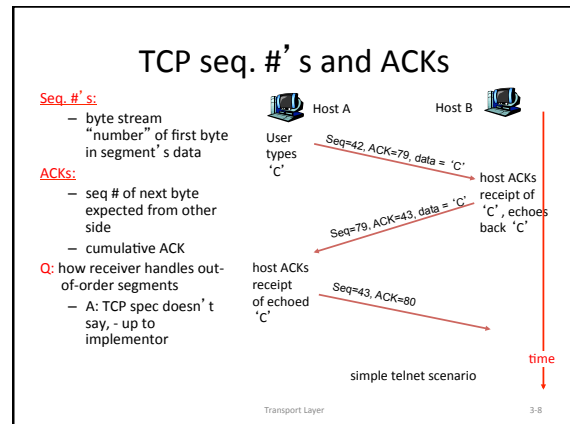 TCP seq. #’s and ACKs
Seq. #’s:
– byte stream
“number” of first byte
in segment’s data
ACKs:
– seq # of next byte
expected from other
side
– cumulative ACK
Q: how receiver handles out-
of-order segments
– A: TCP spec doesn’t
say, - up to
implementor
Host A
Host B
User
types
‘C’
Seq=42, ACK=79, data = ‘C’
host ACKs
receipt of
‘C’, echoes
back ‘C’
Seq=79, ACK=43, data = ‘C’
host ACKs
receipt
of echoed
‘C’
Seq=43, ACK=80
time
simple telnet scenario
Transport Layer
3-8